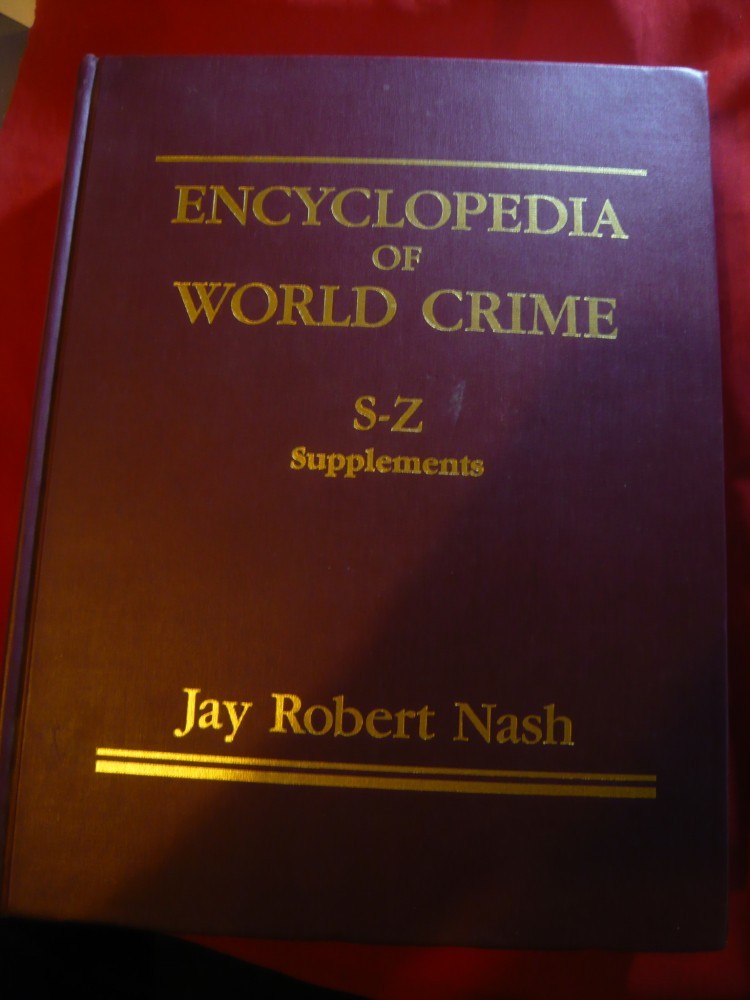 ENCYCLOPEDIA
OF
WORLD CRIME
S-Z
Supplements
Jay Robert Nash